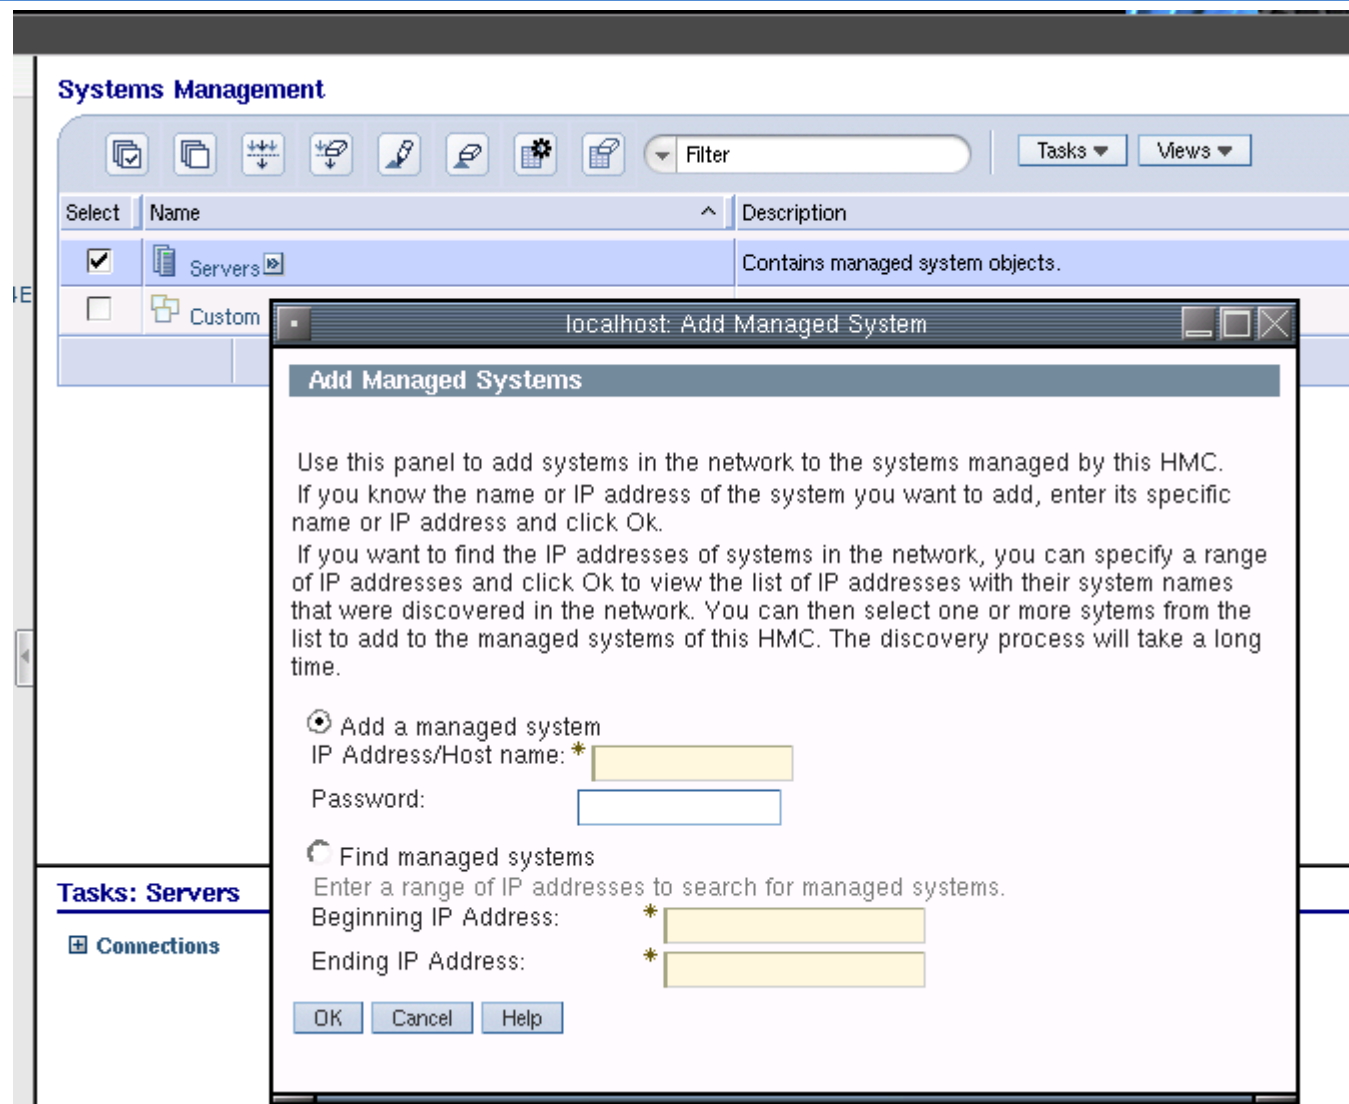 Systems Management
Filter
Tasks
Views
Select
Name
Description
Servers
Contains managed system objects.
Custom
localhost: Add Managed System
Add Managed Systems
Use this panel to add systems in the network to the systems managed by this HMC.
If you know the name or IP address of the system you want to add, enter its specific
name or IP address and click Ok.
If you want to find the IP addresses of systems in the network, you can specify a range
of IP addresses and click Ok to view the list of IP addresses with their system names
that were discovered in the network. You can then select one or more sytems from the
list to add to the managed systems of this HMC. The discovery process will take a long
time.
Add a managed system
IP Address/Host name: *
Password:
Find managed systems
Enter a range of IP addresses to search for managed systems.
Beginning IP Address: *
Ending IP Address: *
OK
Cancel
Help
Tasks: Servers
Connections